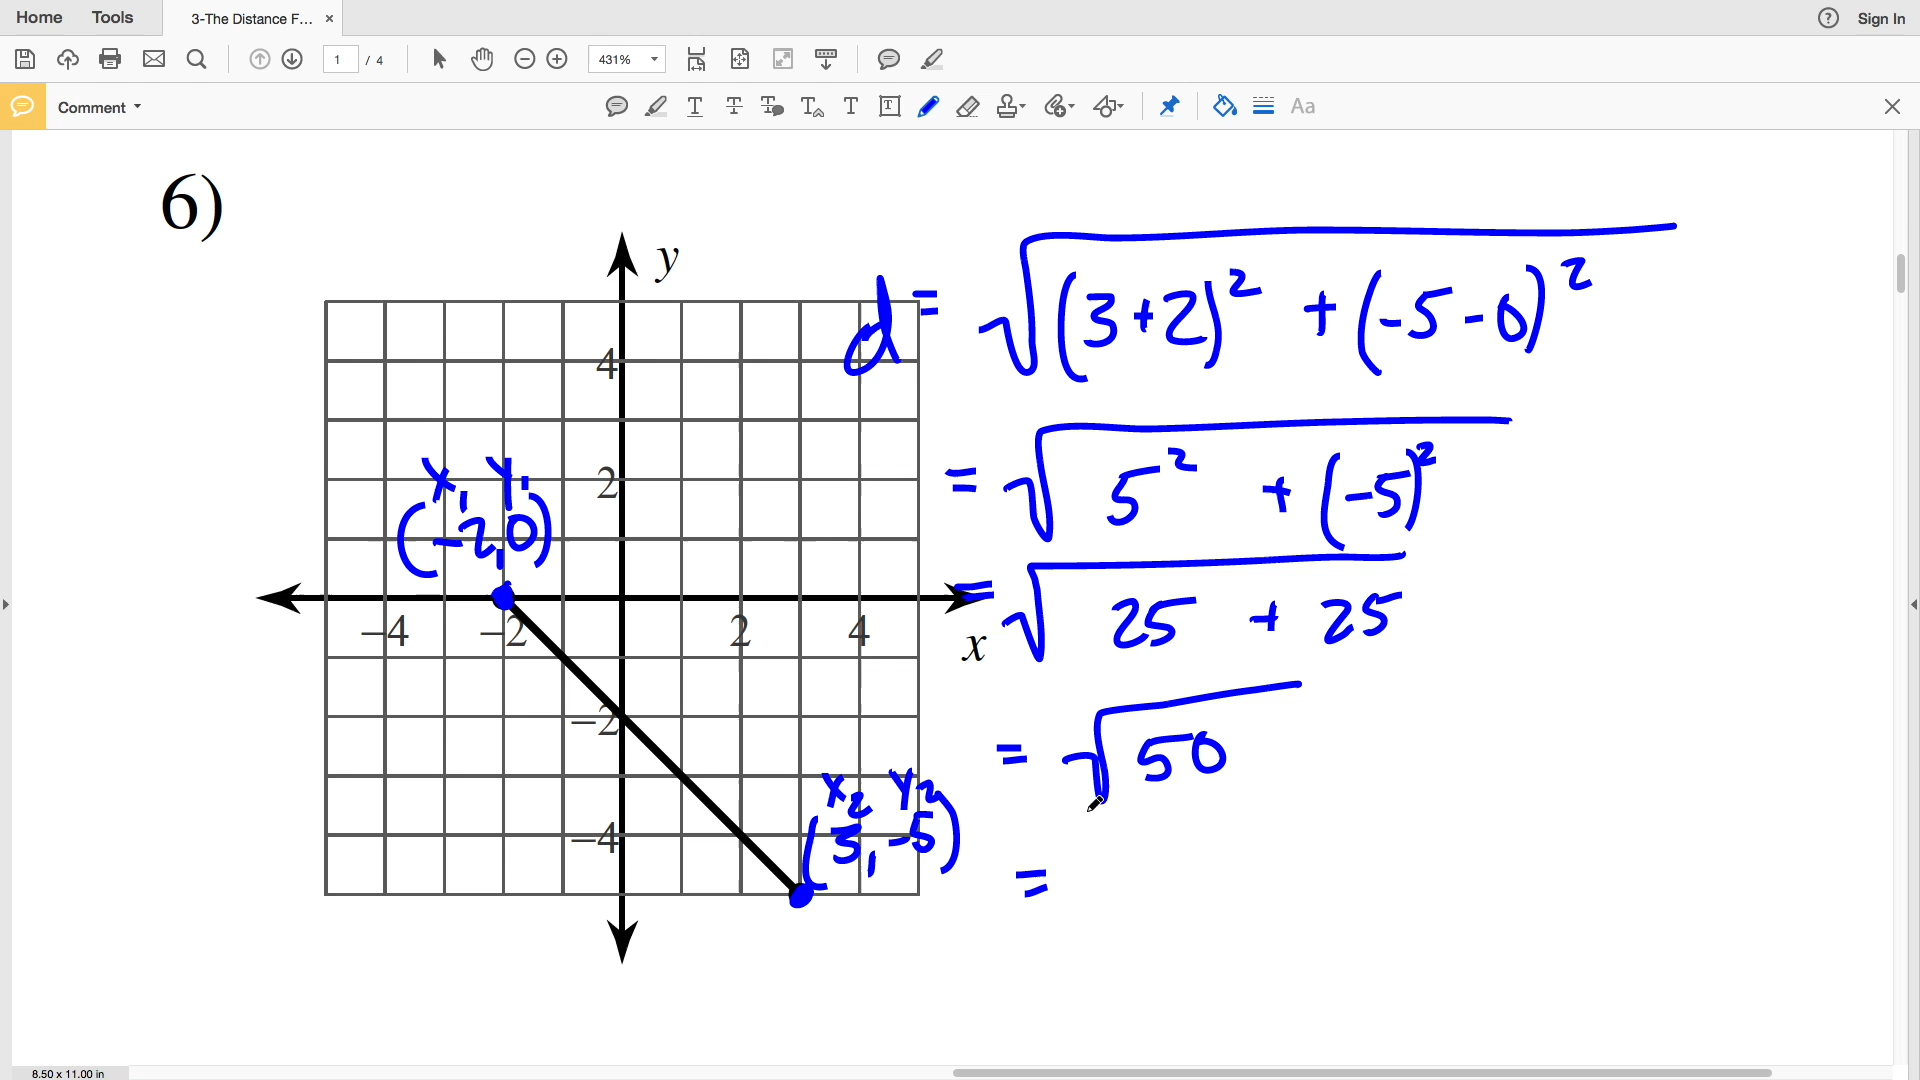 Home Tools 3-The Distance F... × ? Sign In
1 / 4 431%
Comment Aa
6)
y
d = √(3+2)² + (-5-0)²
4
= √5² + (-5)²
x₁ y₁
2
(-2,0)
= √25 + 25
−4 −2 2 4 x
−2
= √50
x₂ y₂
−4
(3,-5)
=
8.50 x 11.00 in